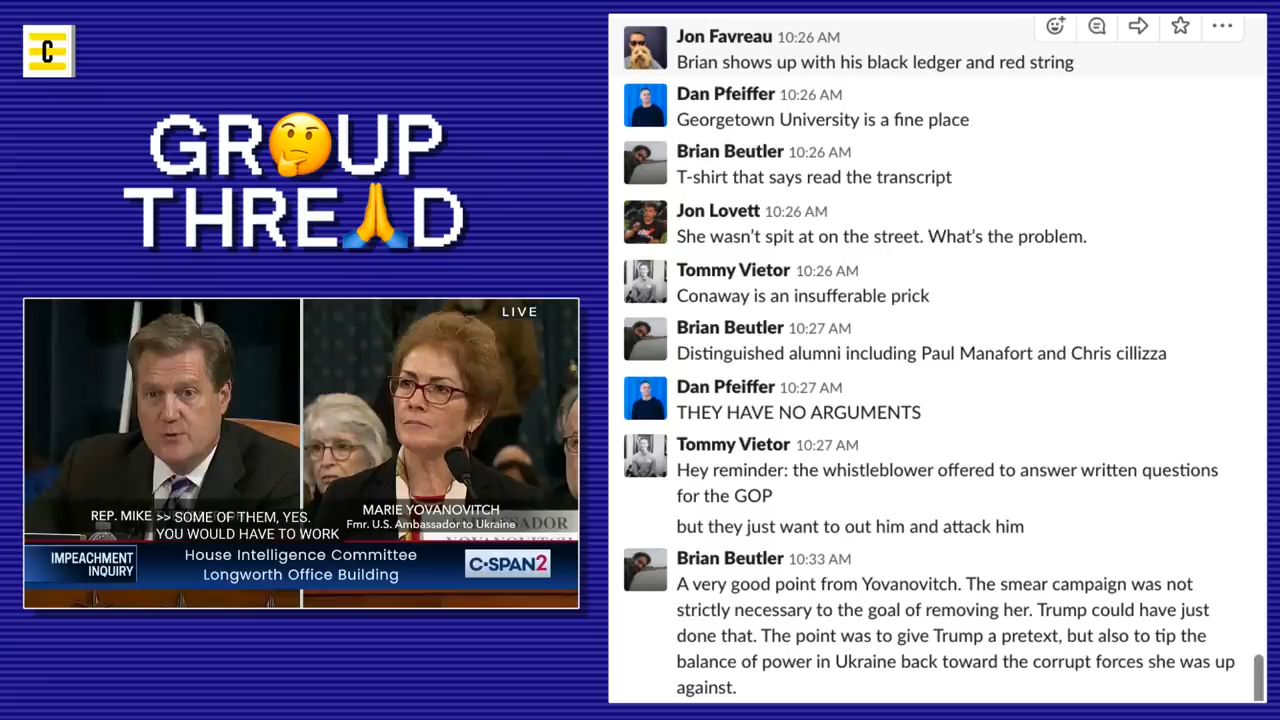 C
GR🤔UP
THRE🙏D
LIVE
REP. MIKE
>> SOME OF THEM, YES.
YOU WOULD HAVE TO WORK
MARIE YOVANOVITCH
Fmr. U.S. Ambassador to Ukraine
IMPEACHMENT
INQUIRY
House Intelligence Committee
Longworth Office Building
C-SPAN2
Jon Favreau 10:26 AM
Brian shows up with his black ledger and red string
Dan Pfeiffer 10:26 AM
Georgetown University is a fine place
Brian Beutler 10:26 AM
T-shirt that says read the transcript
Jon Lovett 10:26 AM
She wasn't spit at on the street. What's the problem.
Tommy Vietor 10:26 AM
Conaway is an insufferable prick
Brian Beutler 10:27 AM
Distinguished alumni including Paul Manafort and Chris cillizza
Dan Pfeiffer 10:27 AM
THEY HAVE NO ARGUMENTS
Tommy Vietor 10:27 AM
Hey reminder: the whistleblower offered to answer written questions
for the GOP
but they just want to out him and attack him
Brian Beutler 10:33 AM
A very good point from Yovanovitch. The smear campaign was not
strictly necessary to the goal of removing her. Trump could have just
done that. The point was to give Trump a pretext, but also to tip the
balance of power in Ukraine back toward the corrupt forces she was up
against.